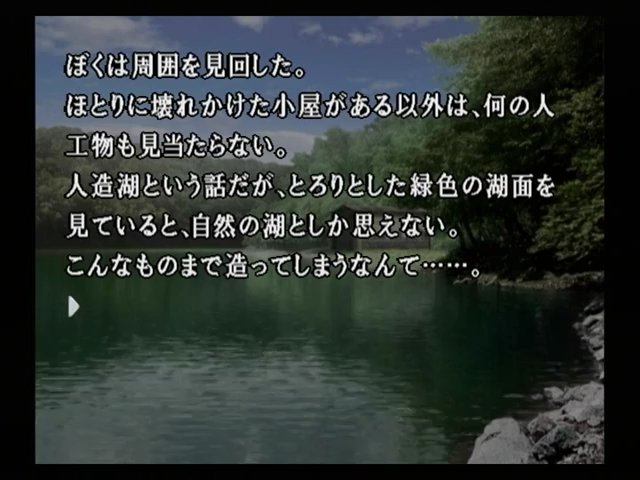 ぼくは周囲を見回した。
ほとりに壊れかけた小屋がある以外は、何の人
工物も見当たらない。
人造湖という話だが、とろりとした緑色の湖面を
見ていると、自然の湖としか思えない。
こんなものまで造ってしまうなんて……。